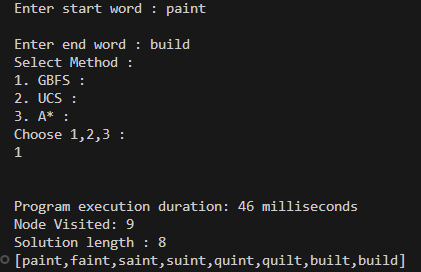 Enter start word : paint
Enter end word : build
Select Method :
1. GBFS :
2. UCS :
3. A* :
Choose 1,2,3 :
1
Program execution duration: 46 milliseconds
Node Visited: 9
Solution length : 8
[paint,faint,saint,suint,quint,quilt,built,build]